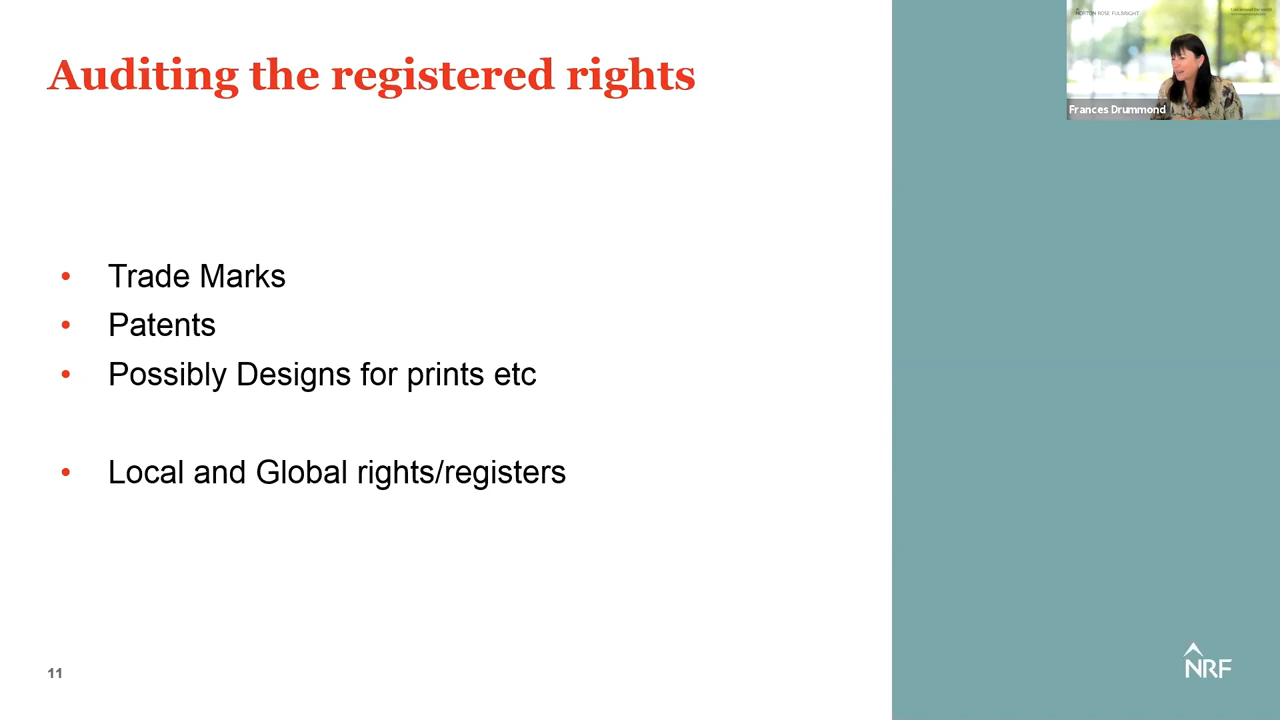 Auditing the registered rights
NORTON ROSE FULBRIGHT
Frances Drummond
• Trade Marks
• Patents
• Possibly Designs for prints etc
• Local and Global rights/registers
11
NRF